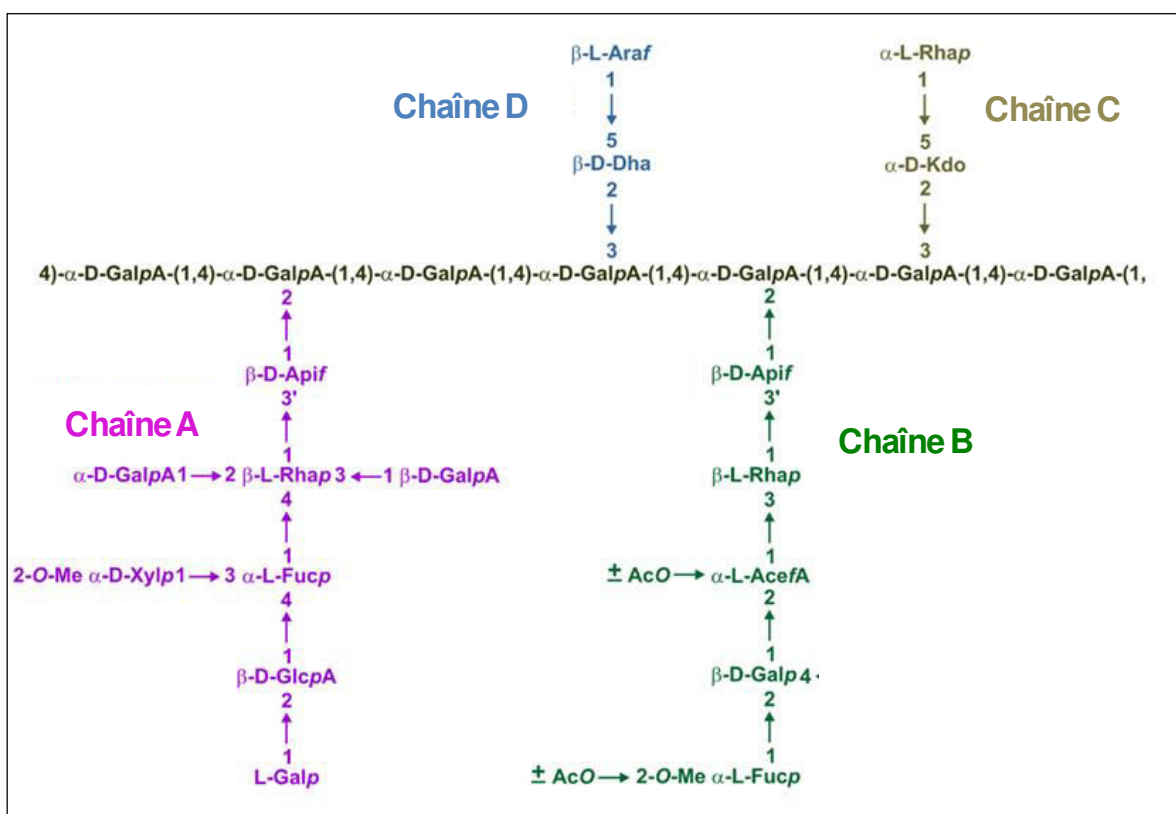 β-L-Araf
α-L-Rhap
1
1
Chaîne D
Chaîne C
5
5
β-D-Dha
α-D-Kdo
2
2
3
3
4)-α-D-GalpA-(1,4)-α-D-GalpA-(1,4)-α-D-GalpA-(1,4)-α-D-GalpA-(1,4)-α-D-GalpA-(1,4)-α-D-GalpA-(1,4)-α-D-GalpA-(1,
2
2
1
1
β-D-Apif
β-D-Apif
3'
3'
Chaîne A
Chaîne B
1
1
α-D-GalpA1→2 β-L-Rhap 3←1 β-D-GalpA
β-L-Rhap
4
3
1
1
2-O-Me α-D-Xylp1→3 α-L-Fucp
± AcO→ α-L-AcefA
4
2
1
1
β-D-GlcpA
β-D-Galp 4
2
2
1
1
L-Galp
± AcO→ 2-O-Me α-L-Fucp